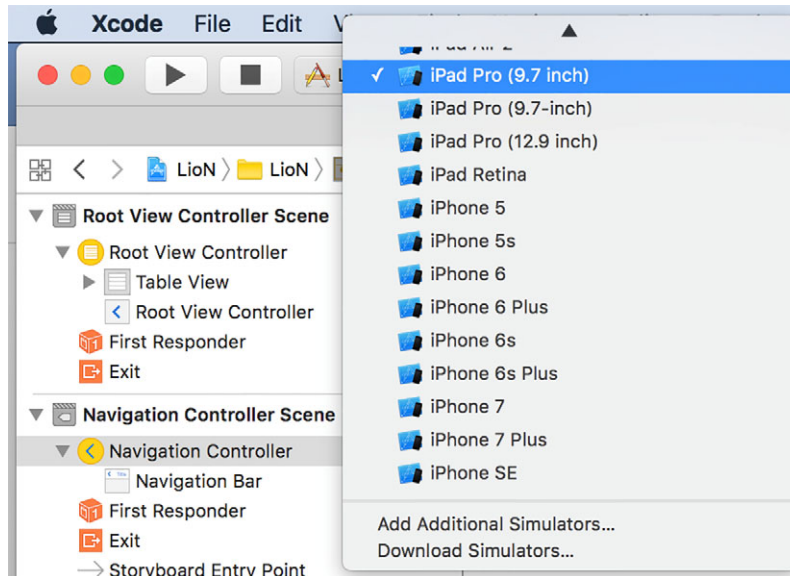 Xcode File Edit
iPad Air 2
iPad Pro (9.7 inch)
iPad Pro (9.7-inch)
iPad Pro (12.9 inch)
iPad Retina
iPhone 5
iPhone 5s
iPhone 6
iPhone 6 Plus
iPhone 6s
iPhone 6s Plus
iPhone 7
iPhone 7 Plus
iPhone SE
Add Additional Simulators...
Download Simulators...
LioN LioN
Root View Controller Scene
Root View Controller
Table View
Root View Controller
First Responder
Exit
Navigation Controller Scene
Navigation Controller
Navigation Bar
First Responder
Exit
Storyboard Entry Point